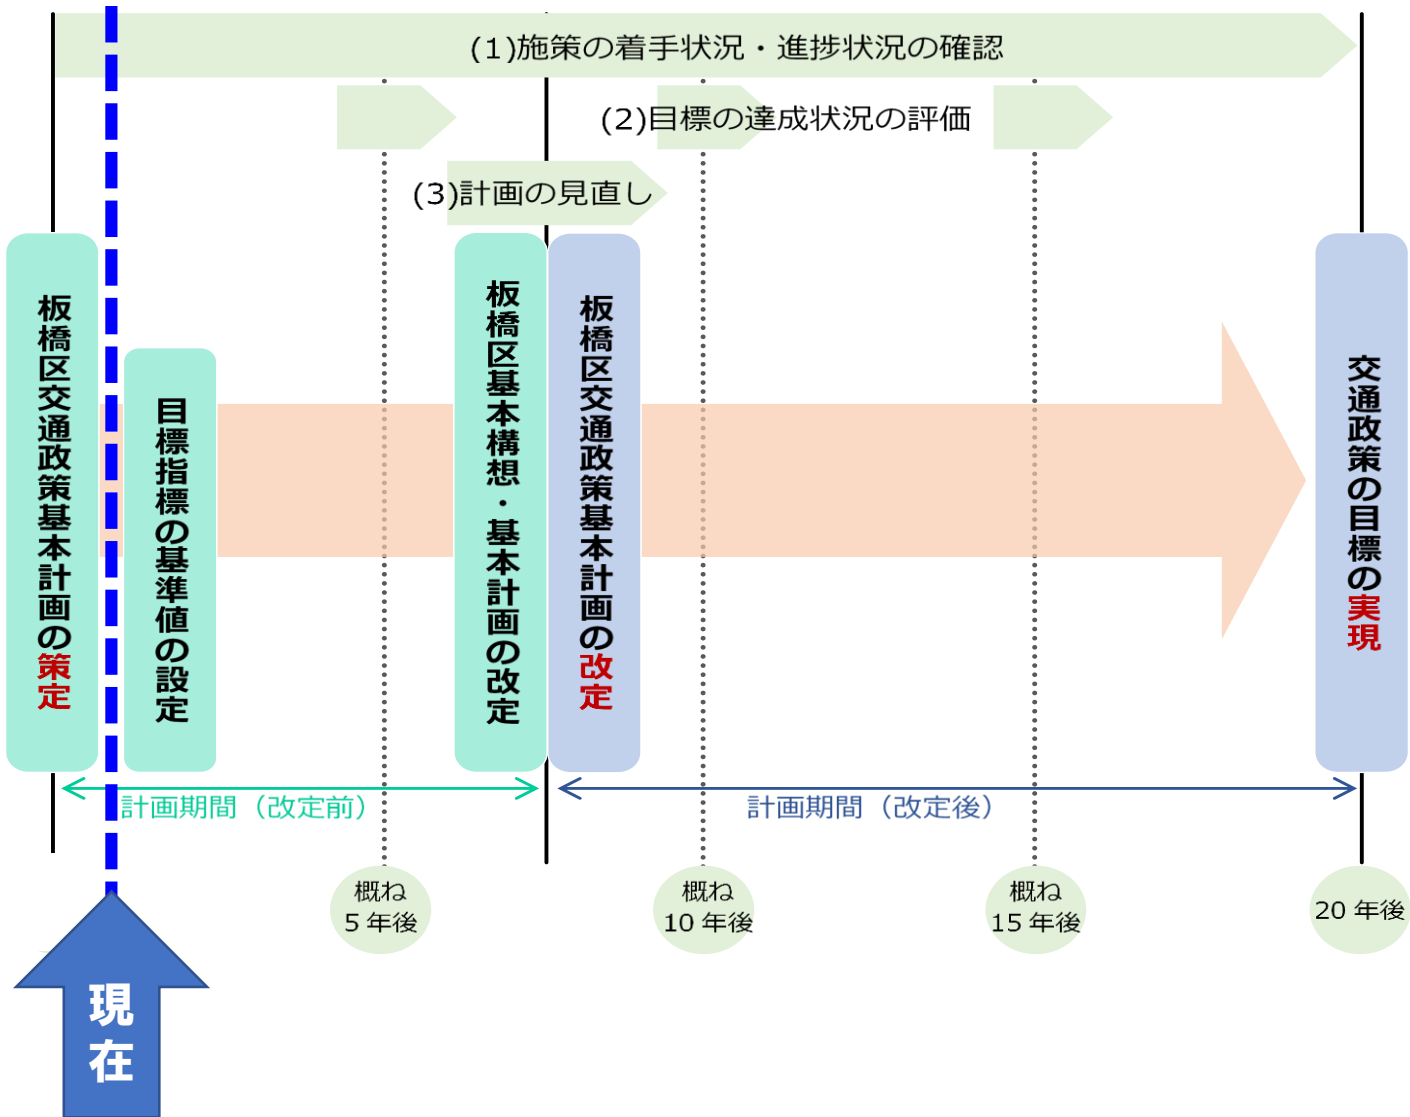 (1)施策の着手状況・進捗状況の確認
(2)目標の達成状況の評価
(3)計画の見直し
板橋区交通政策基本計画の策定
目標指標の基準値の設定
板橋区基本構想・基本計画の改定
板橋区交通政策基本計画の改定
交通政策の目標の実現
計画期間（改定前）
計画期間（改定後）
概ね
5 年後
概ね
10 年後
概ね
15 年後
20 年後
現在